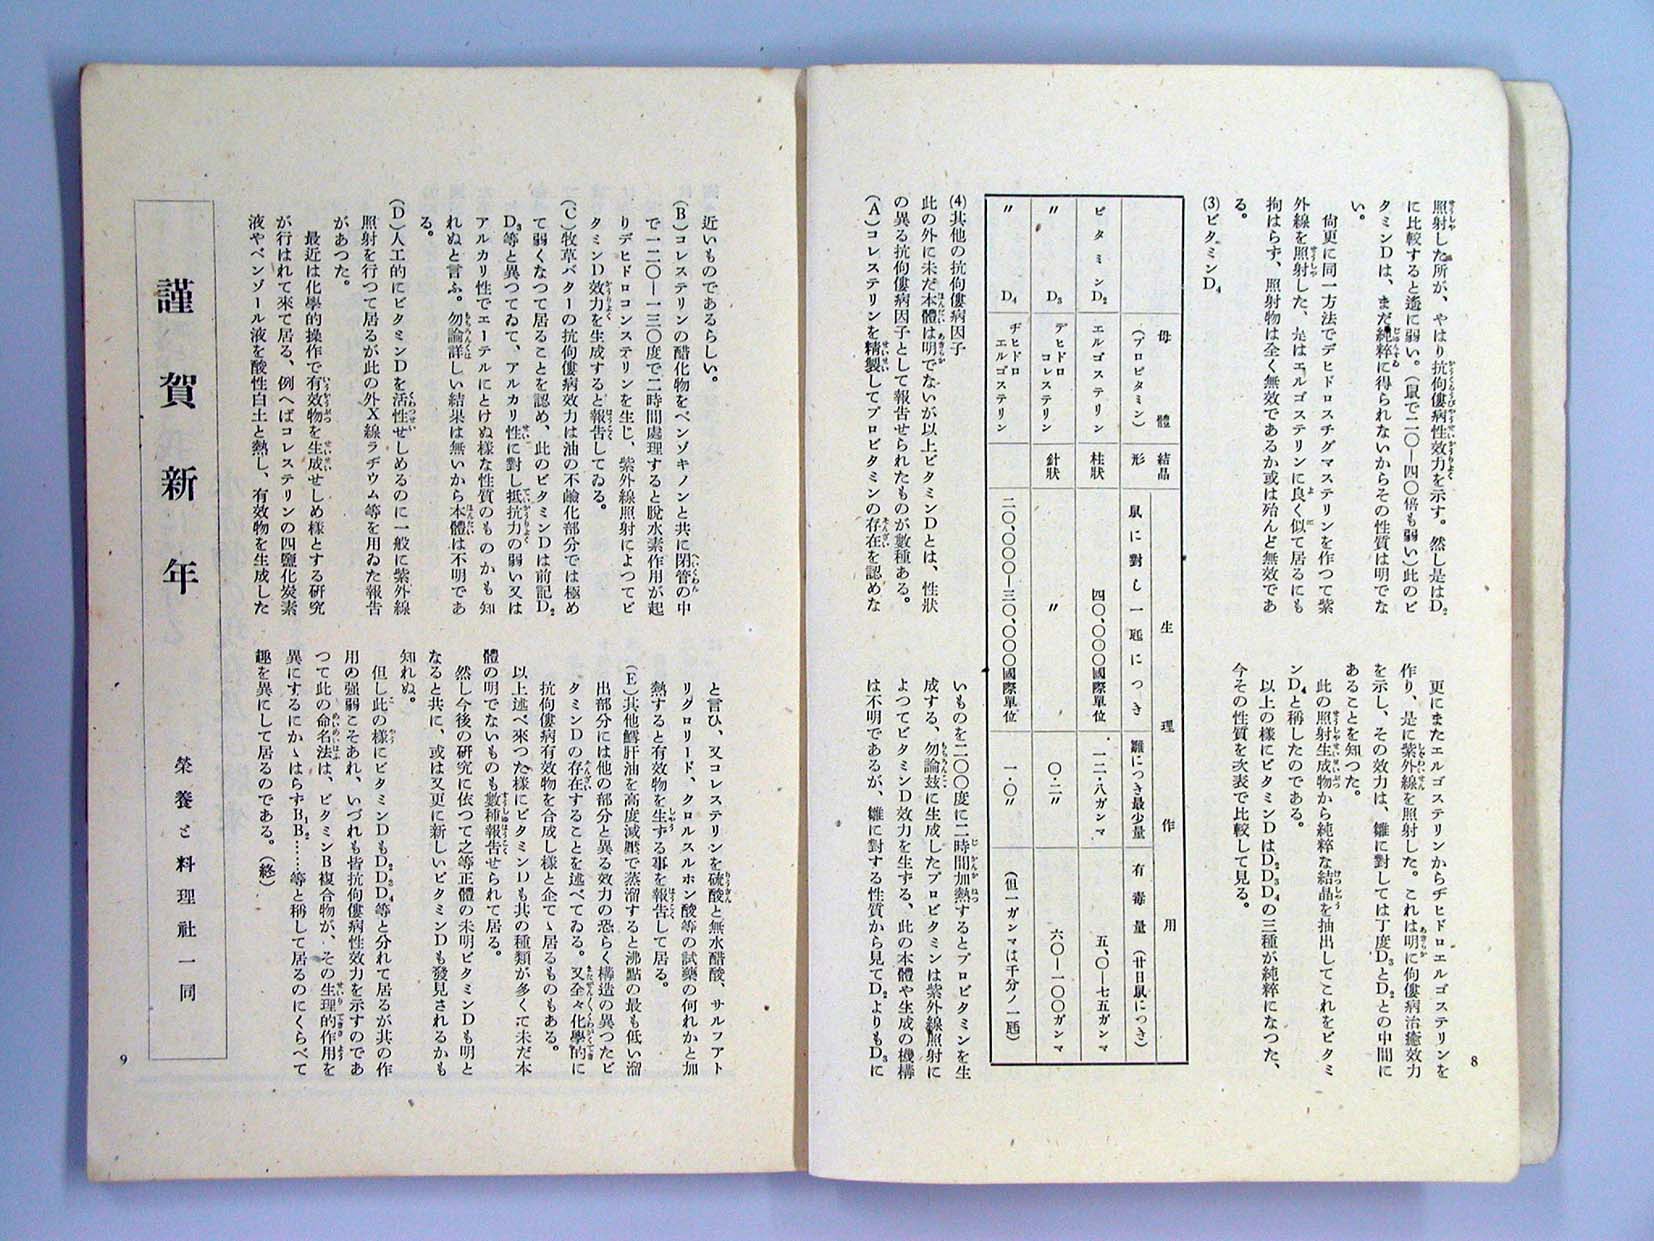 照射した所が、やはり抗佝僂病性效力を示す。然し是はD₂
に比較すると遙に弱い。（鼠で二〇―四〇倍も弱い）此のビ
タミンDは、まだ純粹に得られないからその性質は明でな
い。
尙更に同一方法でデヒドロスチグマステリンを作つて紫
外線を照射した、是はエルゴステリンに良く似て居るにも
拘はらず、照射物は全く無效であるか或は殆んど無效であ
る。
(3)ビタミンD₄
更にまたエルゴステリンからヂヒドロエルゴステリンを
作り、是に紫外線を照射した。これは明に佝僂病治癒效力
を示し、その效力は、雛に對しては丁度D₃とD₂との中間に
あることを知つた。
此の照射生成物から純粹な結晶を抽出してこれをビタミ
ンD₄と稱したのである。
以上の樣にビタミンDはD₂D₃D₄の三種が純粹になつた、
今その性質を次表で比較して見る。
母體（プロビタミン）
結晶形
生理作用
鼠に對し一瓱につき
雛につき最少量
有毒量（廿日鼠につき）
ビタミンD₂
エルゴステリン
柱狀
四〇、〇〇〇國際單位
一二・八ガンマ
五、〇―七五ガンマ
〃 D₃
デヒドロコレステリン
針狀
〃
〇・二〃
六〇―一〇〇ガンマ
〃 D₄
ヂヒドロエルゴステリン
二〇、〇〇〇―三〇、〇〇〇國際單位
一・〇〃
（但一ガンマは千分ノ一瓱）
(4)其他の抗佝僂病因子
此の外に未だ本體は明でないが以上ビタミンDとは、性狀
の異る抗佝僂病因子として報告せられたものが數種ある。
（A）コレステリンを精製してプロビタミンの存在を認めな
いものを二〇〇度に二時間加熱するとプロビタミンを生
成する、勿論玆に生成したプロビタミンは紫外線照射に
よつてビタミンD效力を生ずる、此の本體や生成の機構
は不明であるが、雛に對する性質から見てD₂よりもD₃に
8
近いものであるらしい。
（B）コレステリンの醋化物をベンゾキノンと共に閉管の中
で一二〇―一三〇度で二時間處理すると脫水素作用が起
りデヒドロコンステリンを生し、紫外線照射によつてビ
タミンD效力を生成すると報告してゐる。
（C）牧草バターの抗佝僂病效力は油の不鹼化部分では極め
て弱くなつて居ることを認め、此のビタミンDは前記D₂
D₃等と異つてゐて、アルカリ性に對し抵抗力の弱い又は
アルカリ性でエーテルにとけぬ樣な性質のものかも知
れぬと言ふ。勿論詳しい結果は無いから本體は不明であ
る。
（D）人工的にビタミンDを活性せしめるのに一般に紫外線
照射を行つて居るが此の外X線ラヂウム等を用ゐた報告
があつた。
最近は化學的操作で有效物を生成せしめ樣とする硏究
が行はれて來て居る、例へばコレステリンの四鹽化炭素
液やベンゾール液を酸性白土と熱し、有效物を生成した
と言ひ、又コレステリンを硫酸と無水醋酸、サルフアト
リグロリード、クロルスルホン酸等の試藥の何れかと加
熱すると有效物を生ずる事を報告して居る。
（E）其他鱈肝油を高度減壓で蒸溜すると沸點の最も低い溜
出部分には他の部分と異る效力の恐らく構造の異つたビ
タミンDの存在することを述べてゐる。又全々化學的に
抗佝僂病有效物を合成し樣と企てゝ居るものもある。
以上述べ來つた樣にビタミンDも其の種類が多くて未だ本
體の明でないものも數種報告せられて居る。
然し今後の硏究に依つて之等正體の未明ビタミンDも明と
なると共に、或は又更に新しいビタミンDも發見されるかも
知れぬ。
但し此の樣にビタミンDもD₂D₃D₄等と分れて居るが共の作
用の强弱こそあれ、いづれも皆抗佝僂病性效力を示すのであ
つて此の命名法は、ビタミンB複合物が、その生理的作用を
異にするにかゝはらずB₁B₂……等と稱して居るのにくらべて
趣を異にして居るのである。（終）
謹賀新年
榮養と料理社一同
9